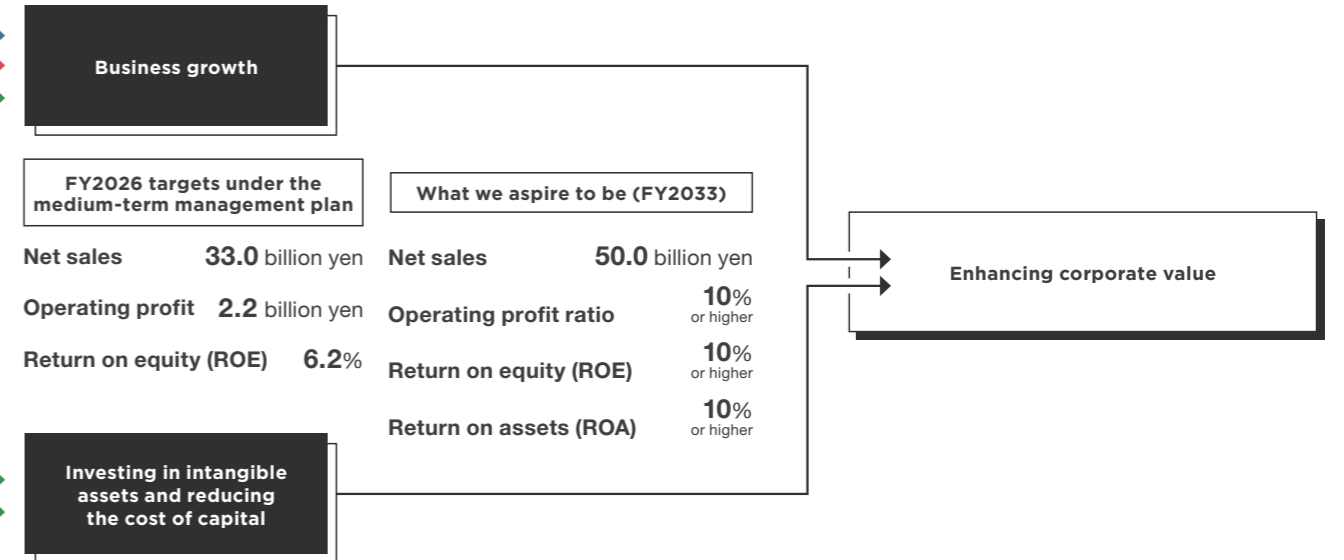 Business growth
FY2026 targets under the
medium-term management plan
Net sales 33.0 billion yen
Operating profit 2.2 billion yen
Return on equity (ROE) 6.2%
What we aspire to be (FY2033)
Net sales 50.0 billion yen
Operating profit ratio 10%
or higher
Return on equity (ROE) 10%
or higher
Return on assets (ROA) 10%
or higher
Enhancing corporate value
Investing in intangible
assets and reducing
the cost of capital